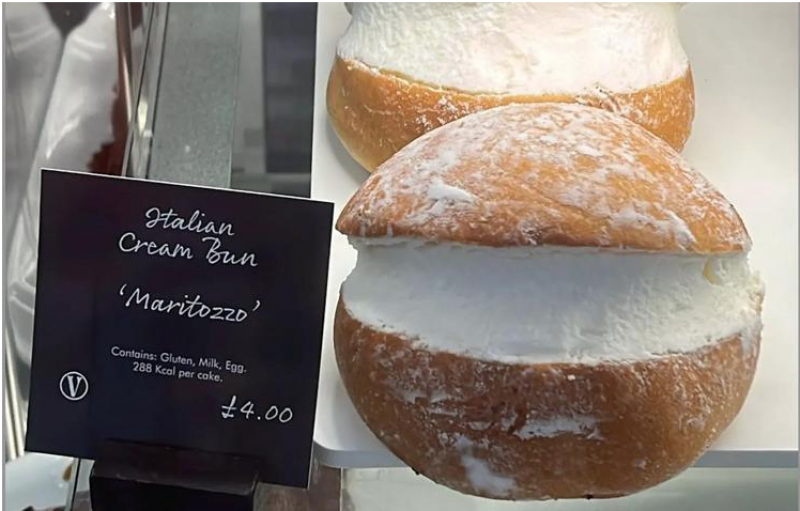 Italian
Cream Bun
‘Maritozzo’
Contains: Gluten, Milk, Egg.
288 Kcal per cake.
V
£4.00